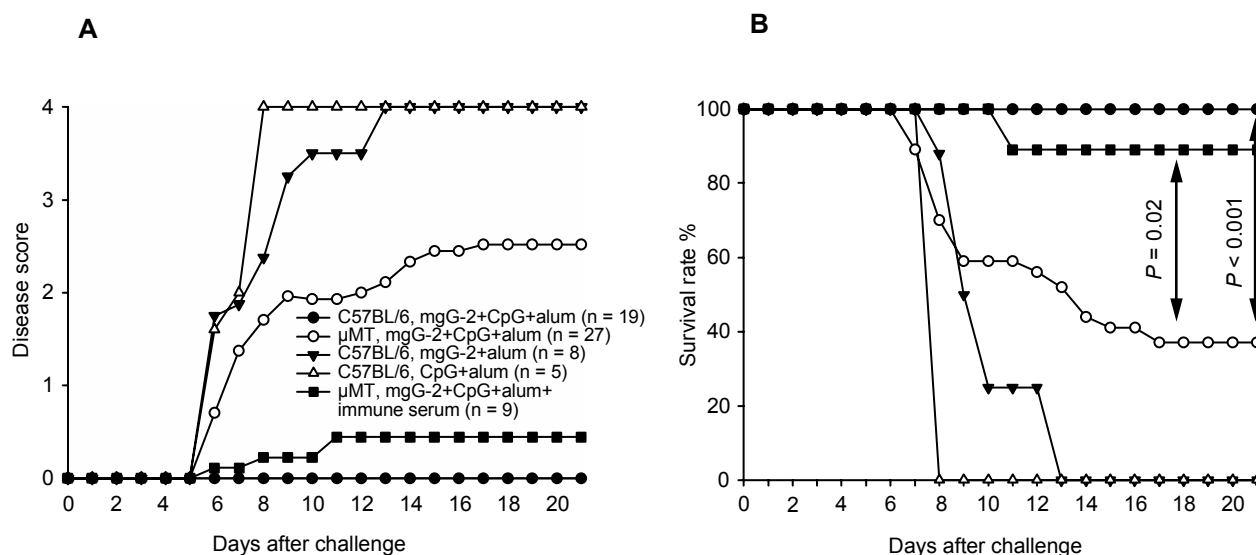 A
B
Disease score
4
3
2
1
0
C57BL/6, mgG-2+CpG+alum (n = 19)
µMT, mgG-2+CpG+alum (n = 27)
C57BL/6, mgG-2+alum (n = 8)
C57BL/6, CpG+alum (n = 5)
µMT, mgG-2+CpG+alum+
immune serum (n = 9)
0 2 4 6 8 10 12 14 16 18 20
Days after challenge
Survival rate %
100
80
60
40
20
0
P = 0.02
P < 0.001
0 2 4 6 8 10 12 14 16 18 20
Days after challenge